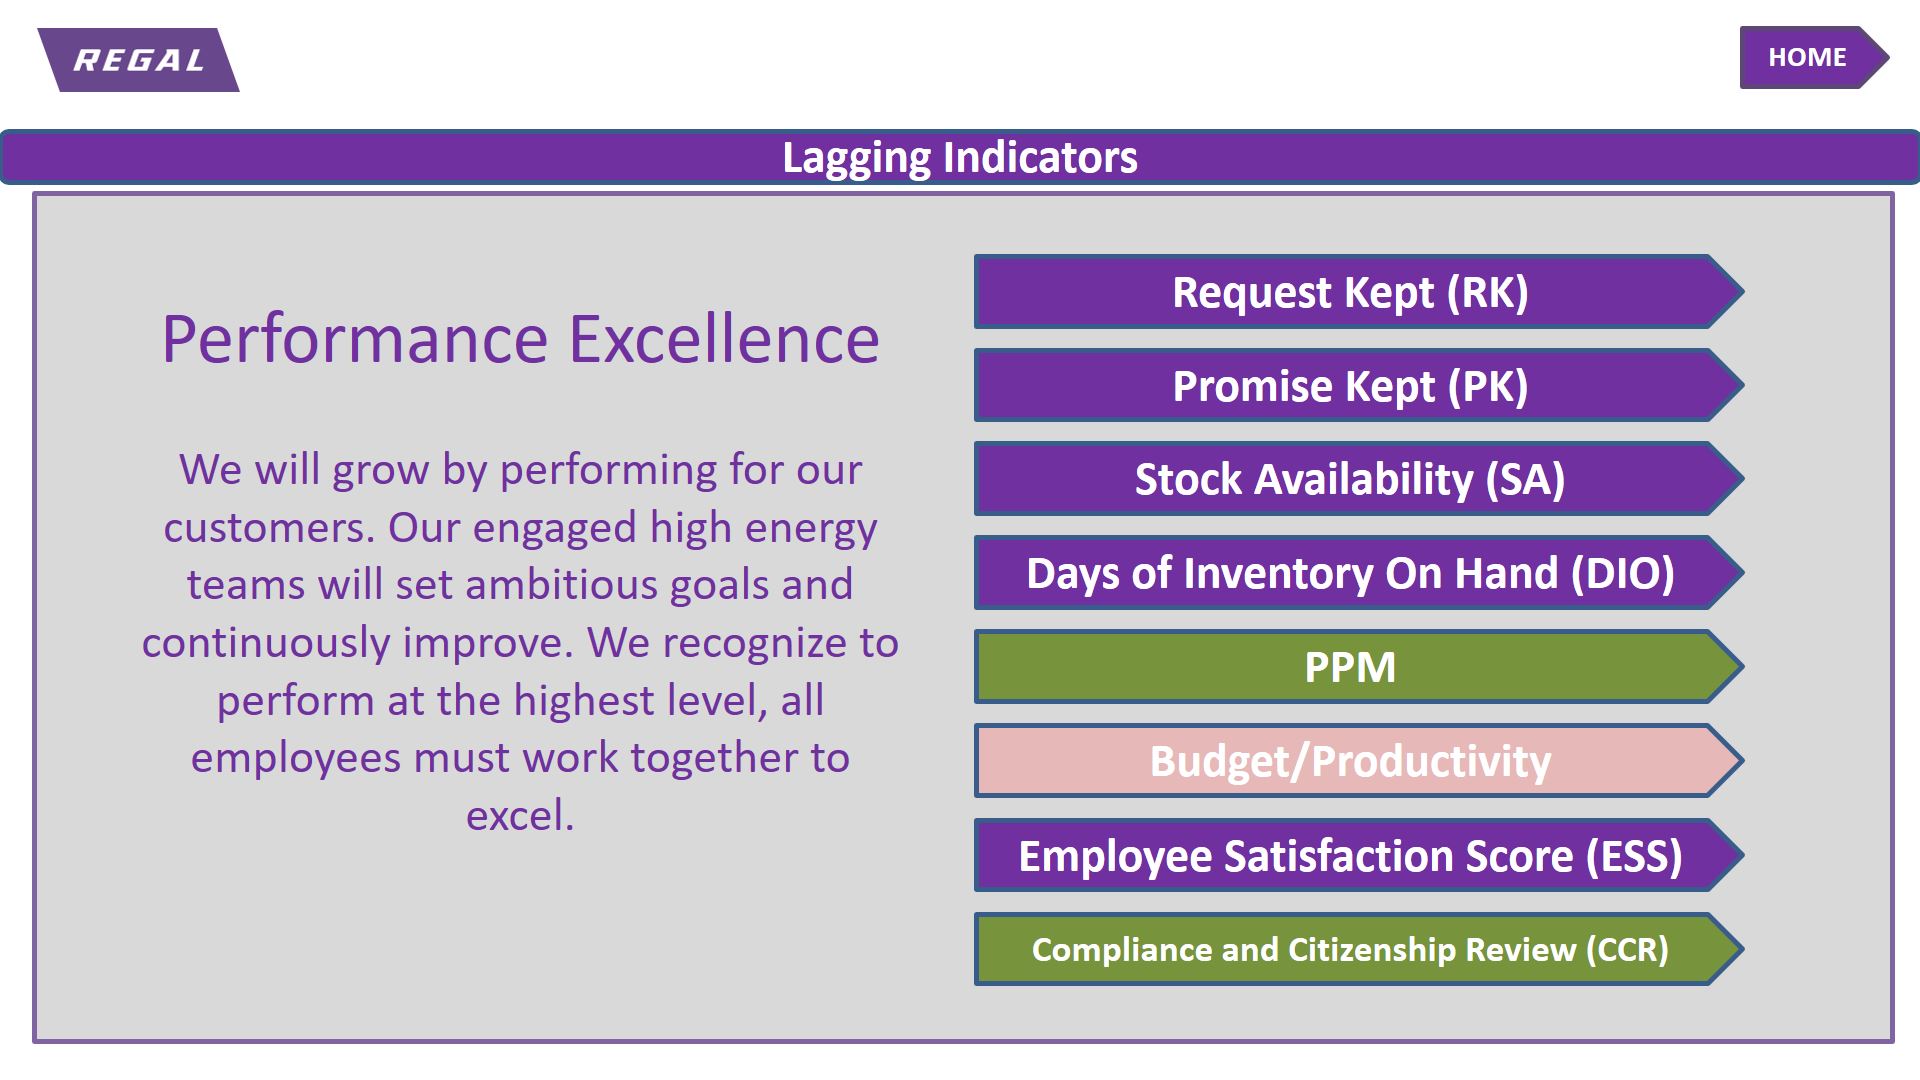 REGAL
HOME
Lagging Indicators
Performance Excellence
We will grow by performing for our
customers. Our engaged high energy
teams will set ambitious goals and
continuously improve. We recognize to
perform at the highest level, all
employees must work together to
excel.
Request Kept (RK)
Promise Kept (PK)
Stock Availability (SA)
Days of Inventory On Hand (DIO)
PPM
Budget/Productivity
Employee Satisfaction Score (ESS)
Compliance and Citizenship Review (CCR)